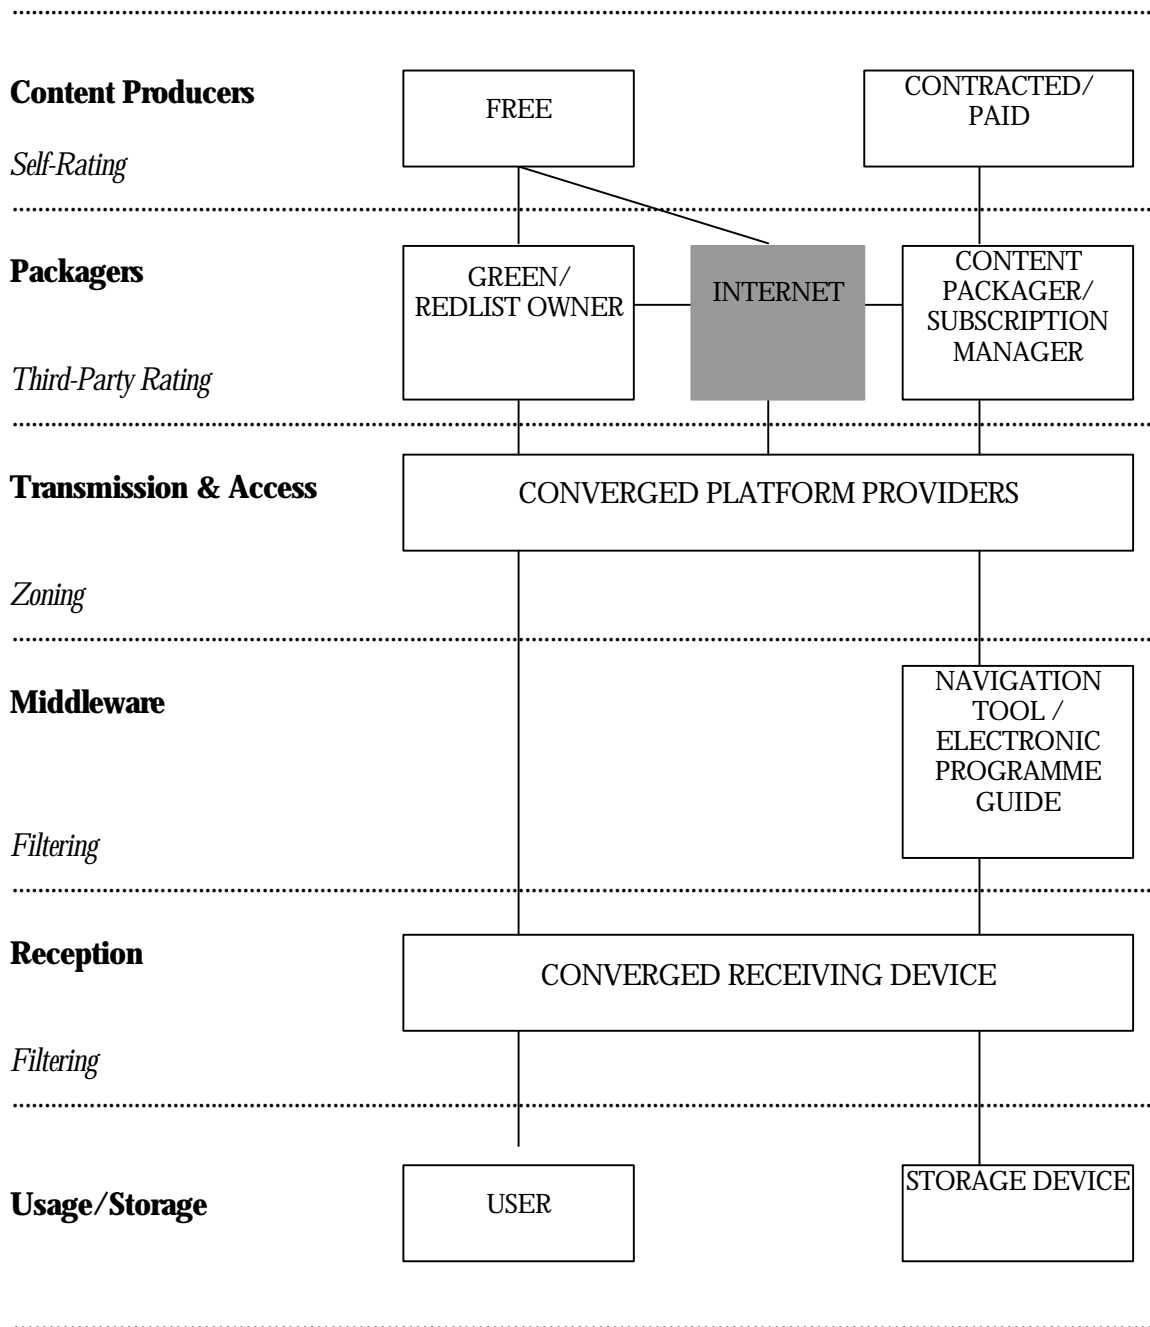 Content Producers
FREE
CONTRACTED/
PAID
Self-Rating
Packagers
GREEN/
REDLIST OWNER
INTERNET
CONTENT
PACKAGER/
SUBSCRIPTION
MANAGER
Third-Party Rating
Transmission & Access
CONVERGED PLATFORM PROVIDERS
Zoning
Middleware
NAVIGATION
TOOL /
ELECTRONIC
PROGRAMME
GUIDE
Filtering
Reception
CONVERGED RECEIVING DEVICE
Filtering
Usage/Storage
USER
STORAGE DEVICE